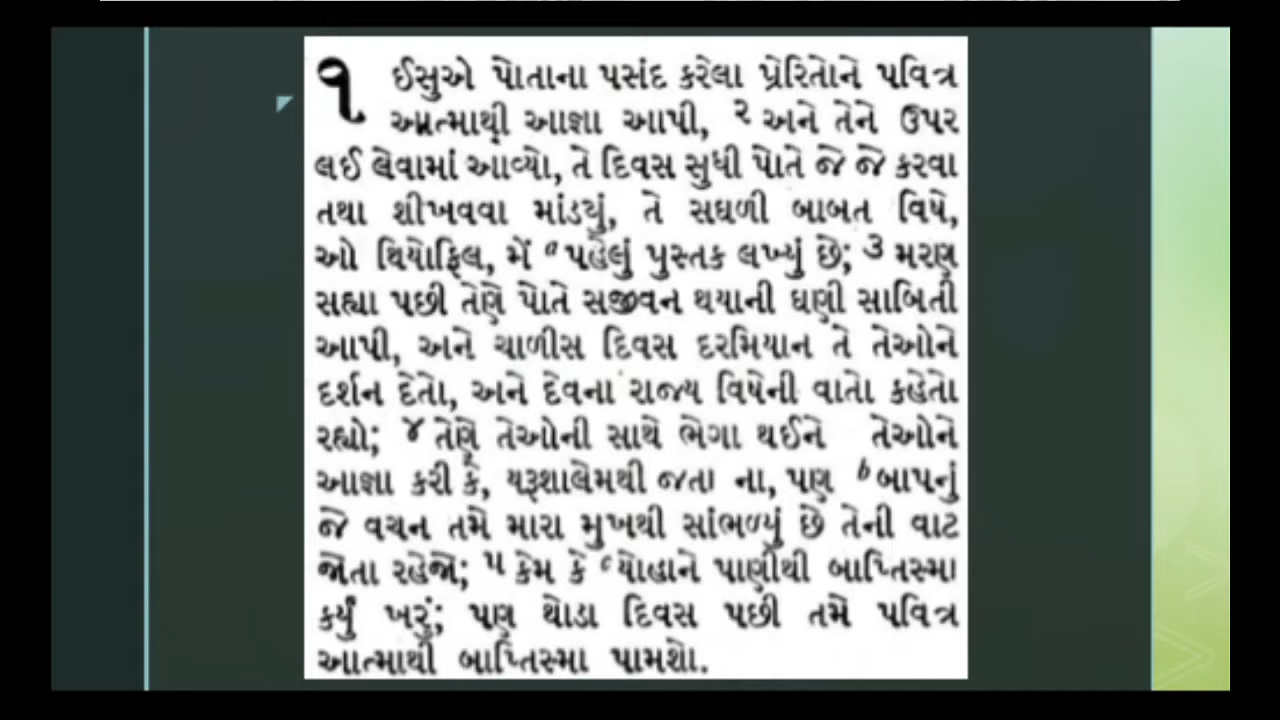 ૧ ઈસુએ પોતાના પસંદ કરેલા પ્રેરિતોને પવિત્ર
આત્માથી આજ્ઞા આપી, ૨ અને તેને ઉપર
લઈ લેવામાં આવ્યો, તે દિવસ સુધી પોતે જે જે કરવા
તથા શીખવવા માંડયું, તે સઘળી બાબત વિષે,
ઓ થિયોફિલ, મેં a પહેલું પુસ્તક લખ્યું છે; ૩ મરણ
સહ્યા પછી તેણે પોતે સજીવન થયાની ઘણી સાબિતી
આપી, અને ચાળીસ દિવસ દરમિયાન તે તેઓને
દર્શન દેતો, અને દેવના રાજ્ય વિષેની વાતો કહેતો
રહ્યો; ૪ તેણે તેઓની સાથે ભેગા થઈને તેઓને
આજ્ઞા કરી કે, યરૂશાલેમથી જતા ના, પણ b બાપનું
જે વચન તમે મારા મુખથી સાંભળ્યું છે તેની વાટ
જોતા રહેજો; ૫ કેમ કે c યોહાને પાણીથી બાપ્તિસ્મા
કર્યું ખરું; પણ થોડા દિવસ પછી તમે પવિત્ર
આત્માથી બાપ્તિસ્મા પામશો.